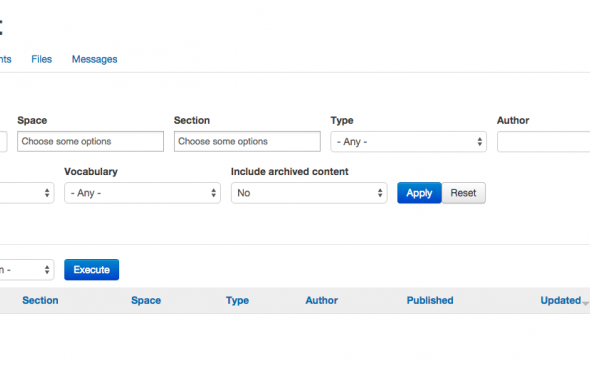 Files Messages
Space Section Type Author
Choose some options Choose some options - Any -
Vocabulary Include archived content
- Any - No Apply Reset
Execute
Section Space Type Author Published Updated